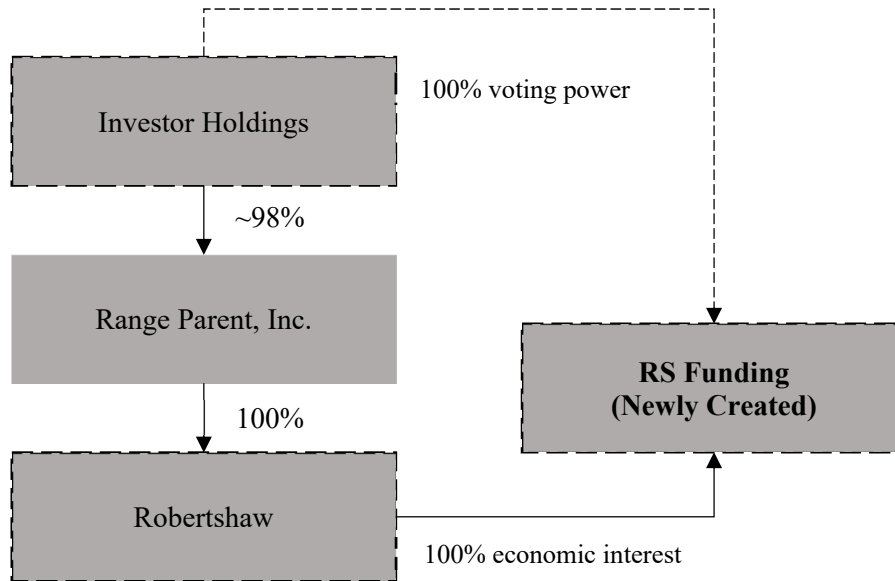 100% voting power
Investor Holdings
~98%
Range Parent, Inc.
RS Funding
(Newly Created)
100%
Robertshaw
100% economic interest